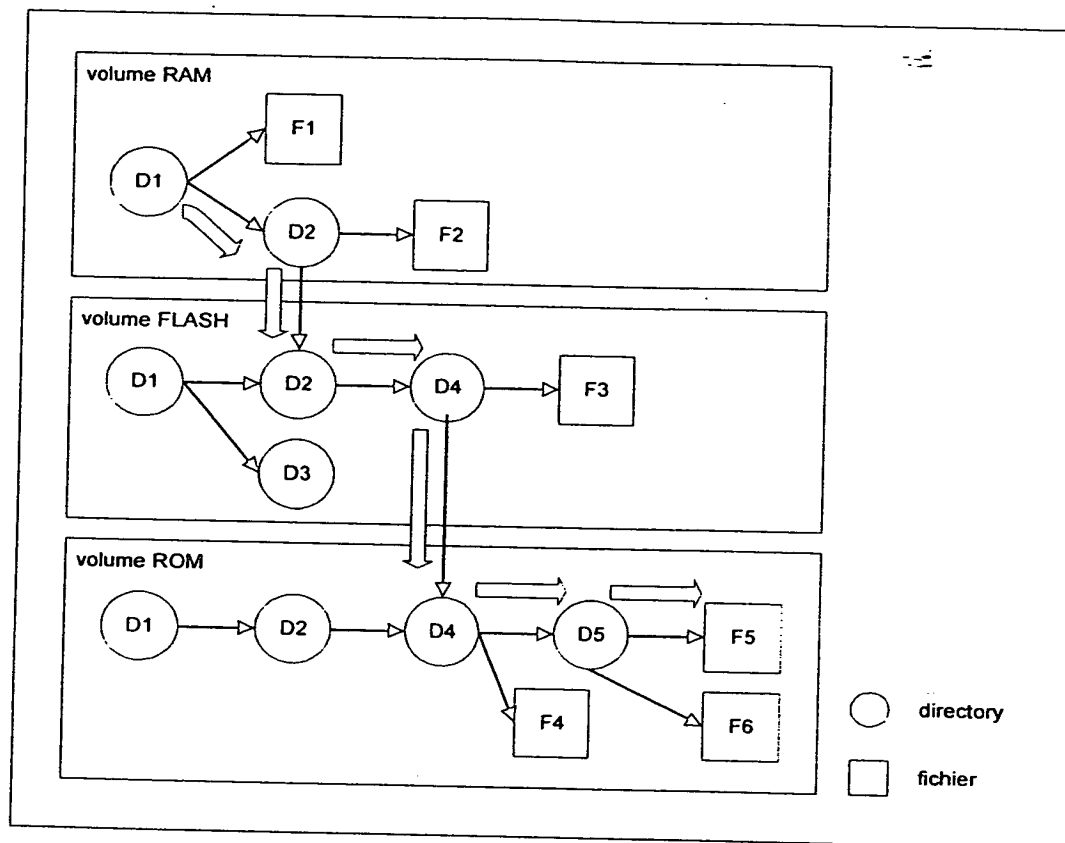 volume RAM
F1
D1
D2
F2
volume FLASH
D1
D2
D4
F3
D3
volume ROM
D1
D2
D4
D5
F5
F4
F6
directory
fichier